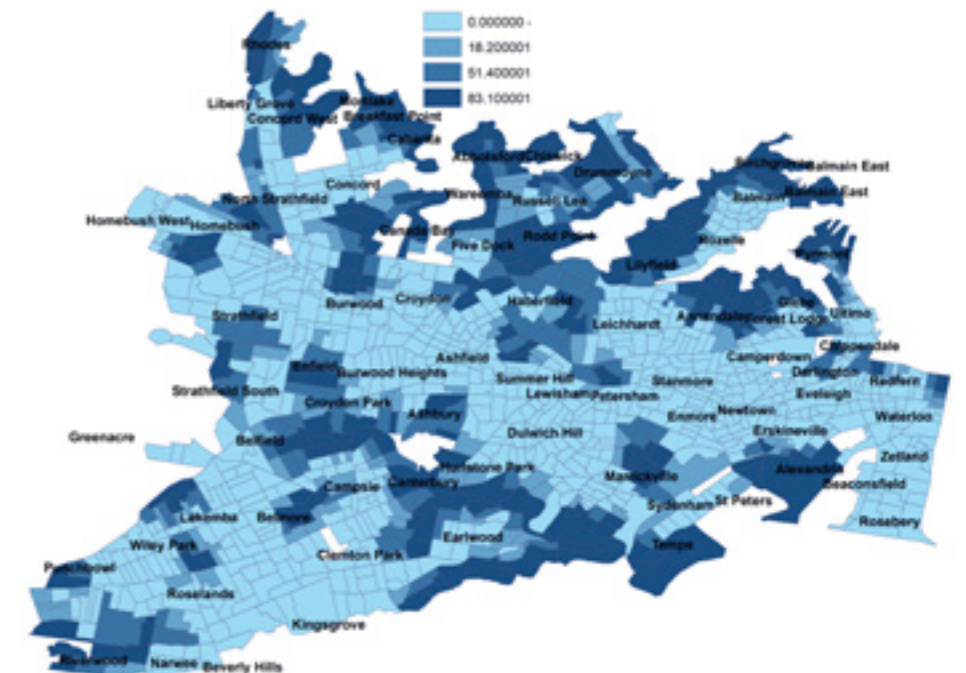 0.000000 -
18.200001
51.400001
83.100001
Rhodes
Liberty Grove
Mortlake
Concord West
Breakfast Point
Cabarita
Abbotsford
Chiswick
Birchgrove
Balmain East
Drummoyne
Concord
Wareemba
Russell Lea
Balmain
Balmain East
North Strathfield
Homebush West
Homebush
Canada Bay
Five Dock
Rodd Point
Rozelle
Pyrmont
Lilyfield
Burwood
Croydon
Haberfield
Glebe
Strathfield
Leichhardt
Annandale
Forest Lodge
Ultimo
Chippendale
Ashfield
Camperdown
Enfield
Burwood Heights
Summer Hill
Stanmore
Darlington
Redfern
Strathfield South
Lewisham
Petersham
Eveleigh
Croydon Park
Ashbury
Enmore
Newtown
Waterloo
Greenacre
Belfield
Dulwich Hill
Erskineville
Zetland
Hurlstone Park
Marrickville
Alexandria
Campsie
Canterbury
Beaconsfield
Sydenham
St Peters
Lakemba
Belmore
Rosebery
Wiley Park
Clemton Park
Earlwood
Tempe
Punchbowl
Roselands
Kingsgrove
Riverwood
Narwee
Beverly Hills